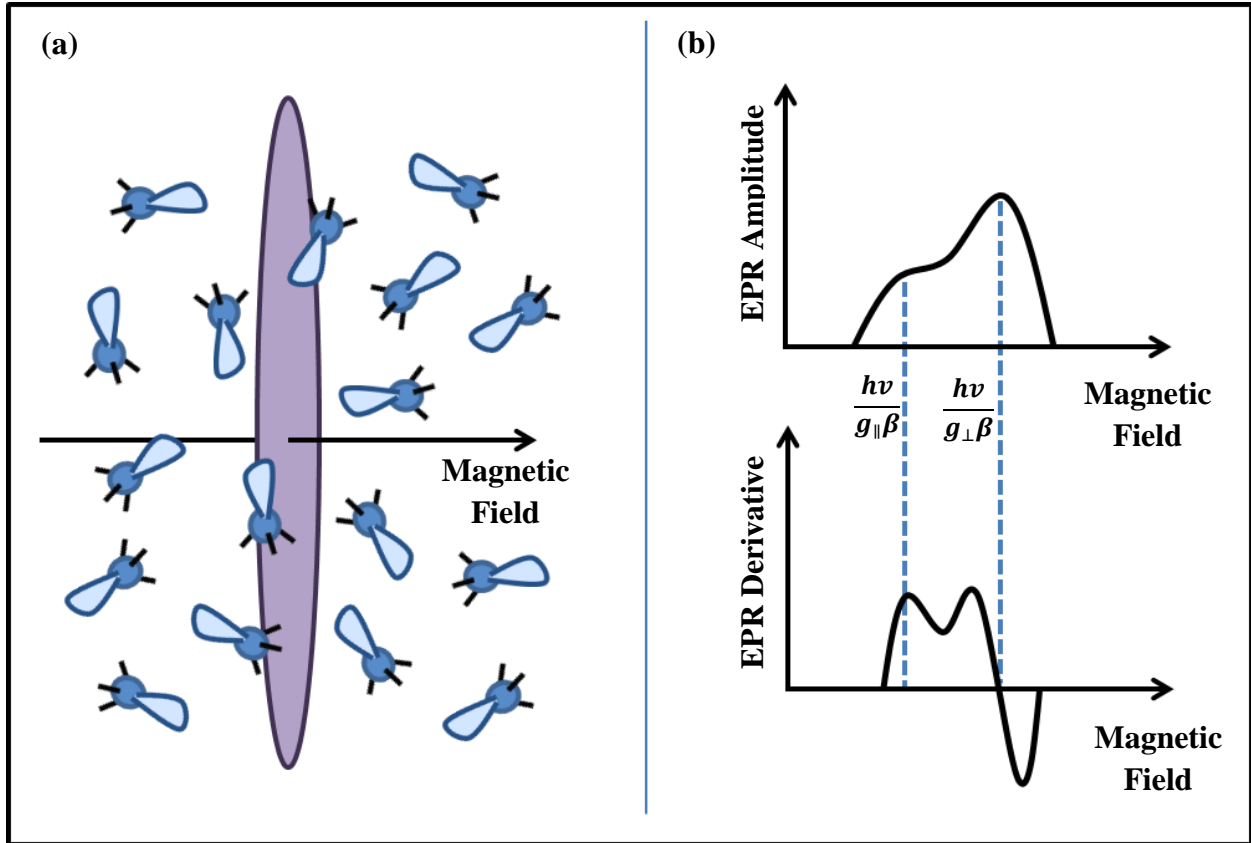 (a)
Magnetic
Field
(b)
EPR Amplitude
Magnetic
Field
hν
g∥β
hν
g⊥β
EPR Derivative
Magnetic
Field